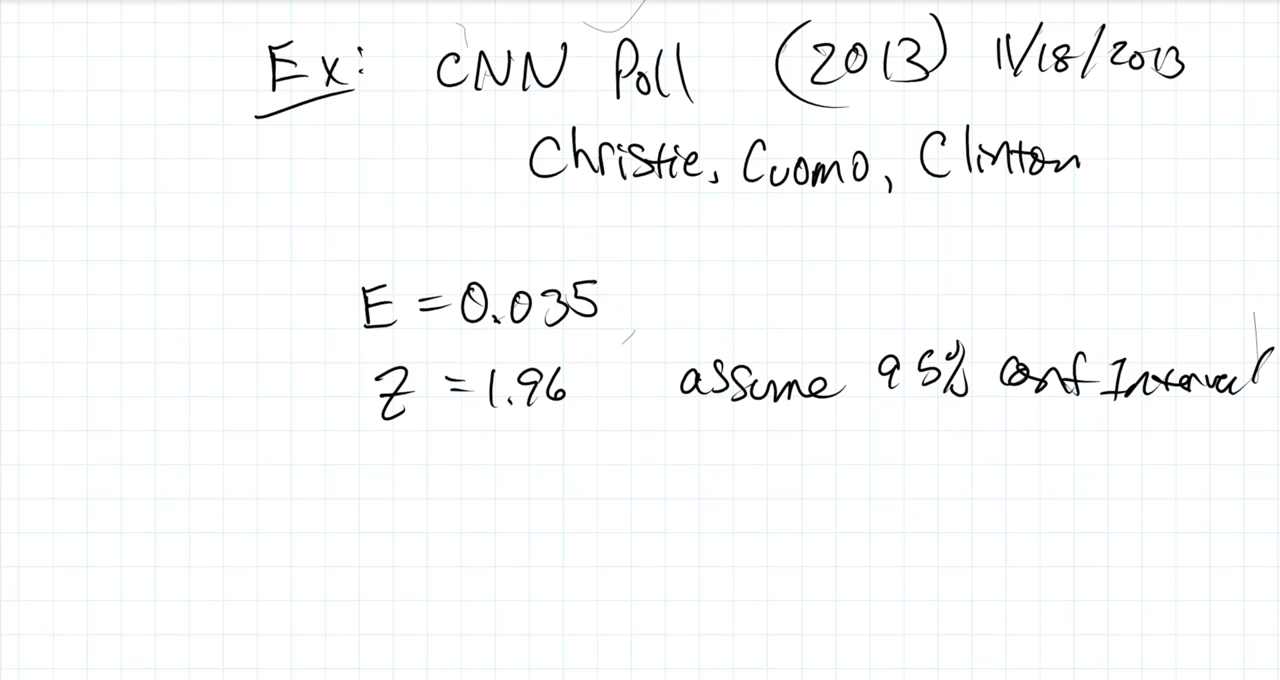 Ex: CNN Poll (2013) 11/18/2013
Christie, Cuomo, Clinton
E = 0.035
Z = 1.96 assume 95% conf Interval